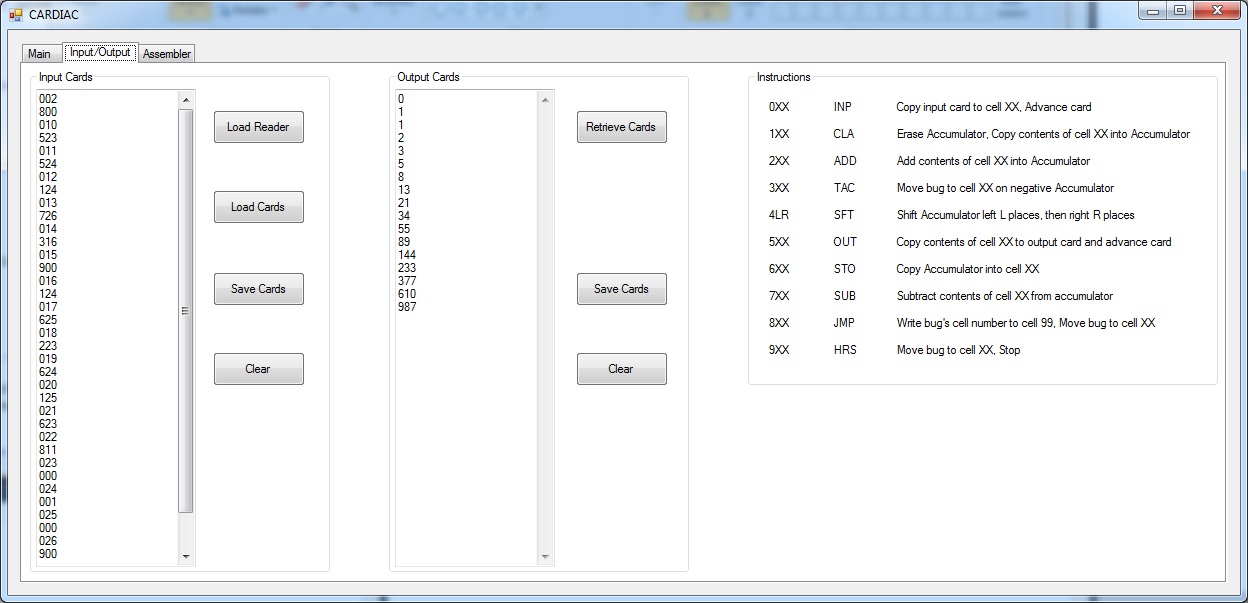 CARDIAC
Main Input/Output Assembler
Input Cards
002
800
010
523
011
524
012
124
013
726
014
316
015
900
016
124
017
625
018
223
019
624
020
125
021
623
022
811
023
000
024
001
025
000
026
900
Load Reader
Load Cards
Save Cards
Clear
Output Cards
0
1
1
2
3
5
8
13
21
34
55
89
144
233
377
610
987
Retrieve Cards
Save Cards
Clear
Instructions
0XX INP Copy input card to cell XX, Advance card
1XX CLA Erase Accumulator, Copy contents of cell XX into Accumulator
2XX ADD Add contents of cell XX into Accumulator
3XX TAC Move bug to cell XX on negative Accumulator
4LR SFT Shift Accumulator left L places, then right R places
5XX OUT Copy contents of cell XX to output card and advance card
6XX STO Copy Accumulator into cell XX
7XX SUB Subtract contents of cell XX from accumulator
8XX JMP Write bug's cell number to cell 99, Move bug to cell XX
9XX HRS Move bug to cell XX, Stop